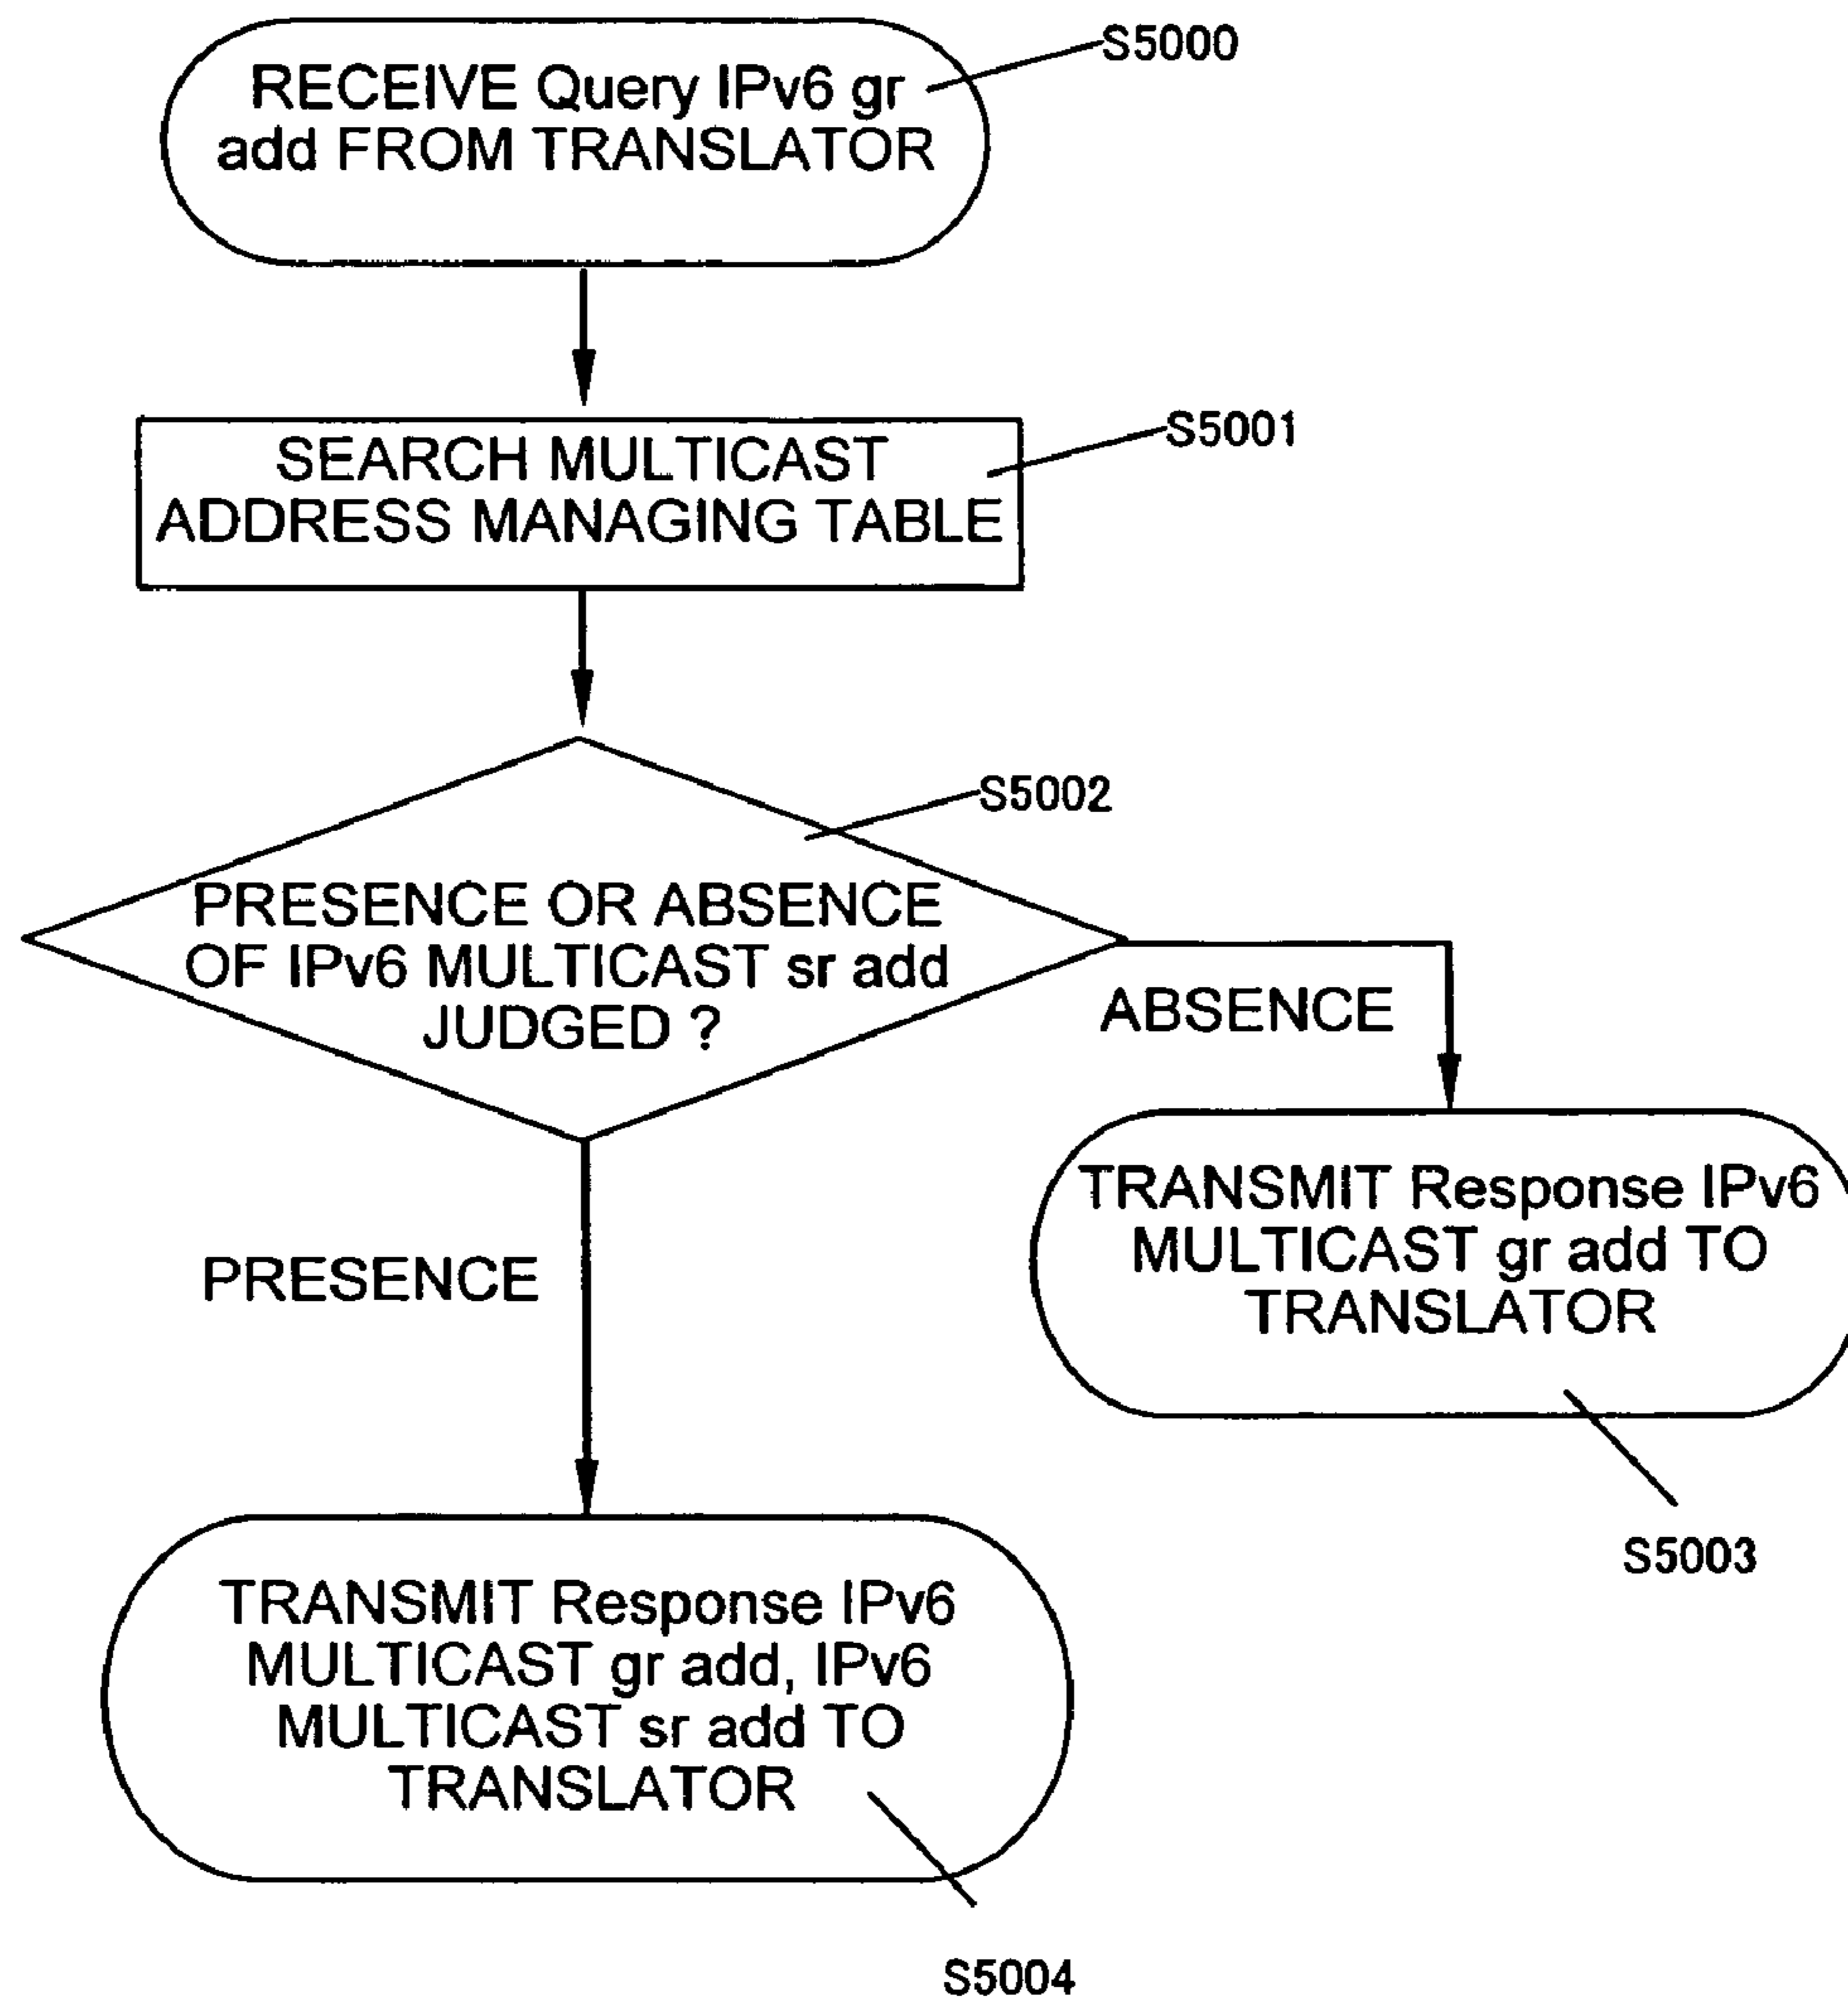 S5000
RECEIVE Query IPv6 gr
add FROM TRANSLATOR
S5001
SEARCH MULTICAST
ADDRESS MANAGING TABLE
S5002
PRESENCE OR ABSENCE
OF IPv6 MULTICAST sr add
JUDGED ?
ABSENCE
TRANSMIT Response IPv6
MULTICAST gr add TO
TRANSLATOR
S5003
PRESENCE
TRANSMIT Response IPv6
MULTICAST gr add, IPv6
MULTICAST sr add TO
TRANSLATOR
S5004